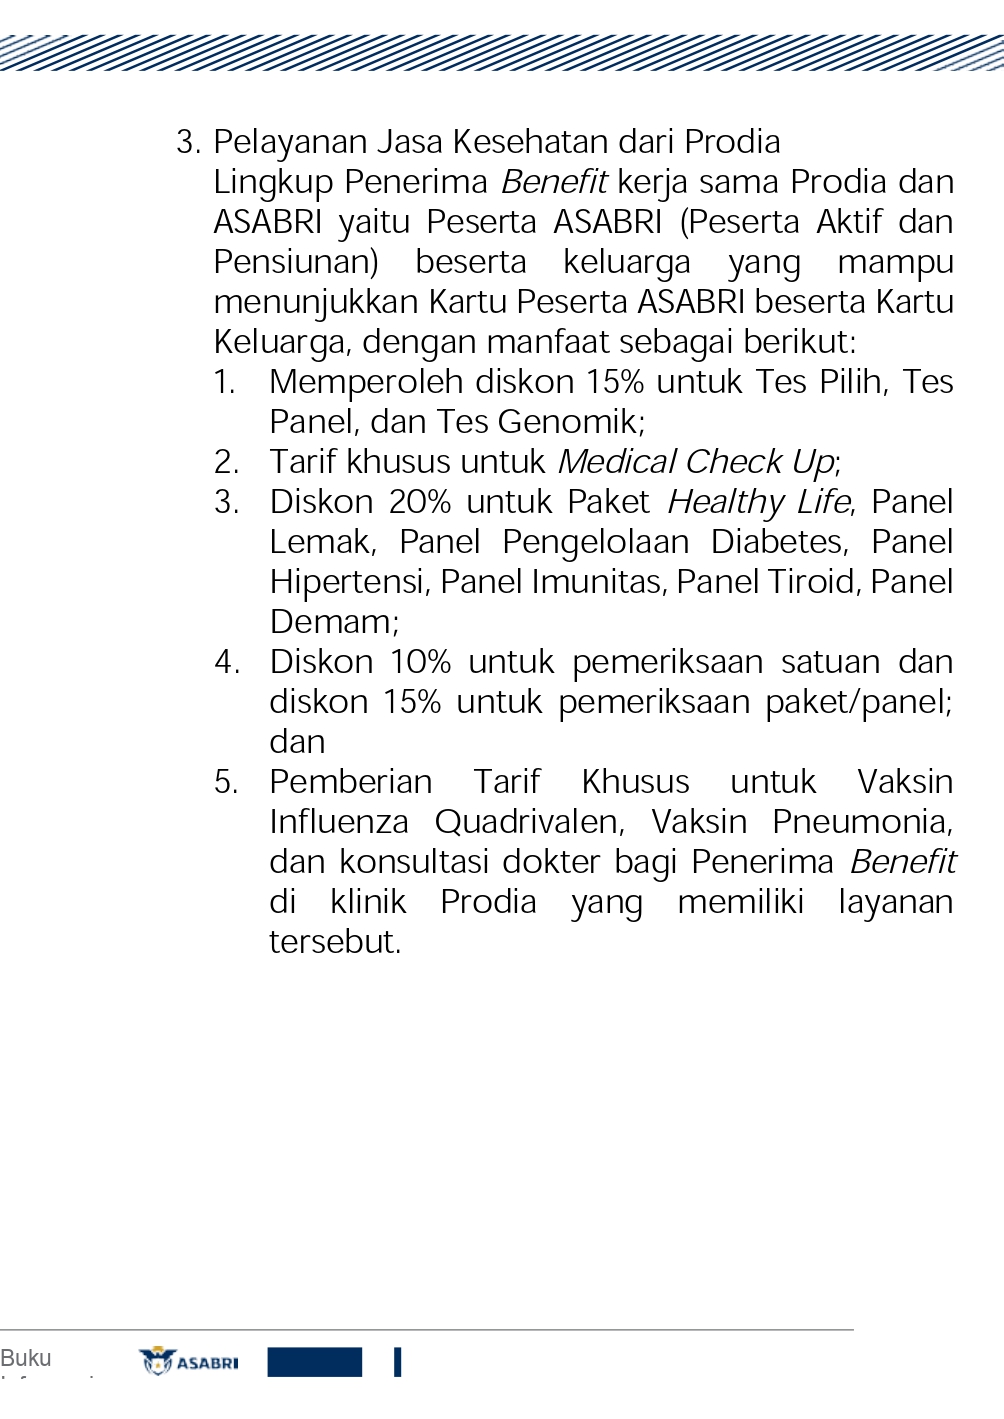 3. Pelayanan Jasa Kesehatan dari Prodia
Lingkup Penerima Benefit kerja sama Prodia dan
ASABRI yaitu Peserta ASABRI (Peserta Aktif dan
Pensiunan) beserta keluarga yang mampu
menunjukkan Kartu Peserta ASABRI beserta Kartu
Keluarga, dengan manfaat sebagai berikut:
1. Memperoleh diskon 15% untuk Tes Pilih, Tes
Panel, dan Tes Genomik;
2. Tarif khusus untuk Medical Check Up;
3. Diskon 20% untuk Paket Healthy Life, Panel
Lemak, Panel Pengelolaan Diabetes, Panel
Hipertensi, Panel Imunitas, Panel Tiroid, Panel
Demam;
4. Diskon 10% untuk pemeriksaan satuan dan
diskon 15% untuk pemeriksaan paket/panel;
dan
5. Pemberian Tarif Khusus untuk Vaksin
Influenza Quadrivalen, Vaksin Pneumonia,
dan konsultasi dokter bagi Penerima Benefit
di klinik Prodia yang memiliki layanan
tersebut.
Buku
ASABRI